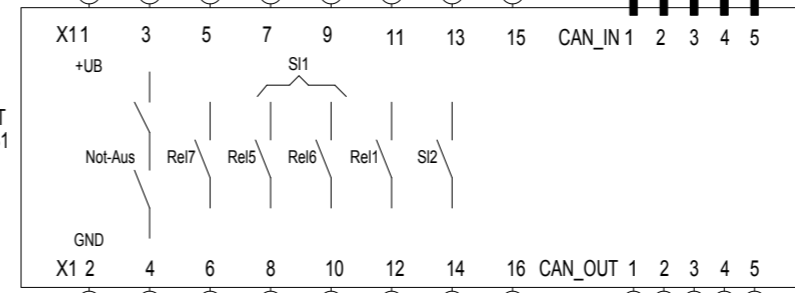 X11 3 5 7 9 11 13 15 CAN_IN 1 2 3 4 5
+UB
SI1
T
1
Not-Aus Rel7 Rel5 Rel6 Rel1 SI2
GND
X1 2 4 6 8 10 12 14 16 CAN_OUT 1 2 3 4 5